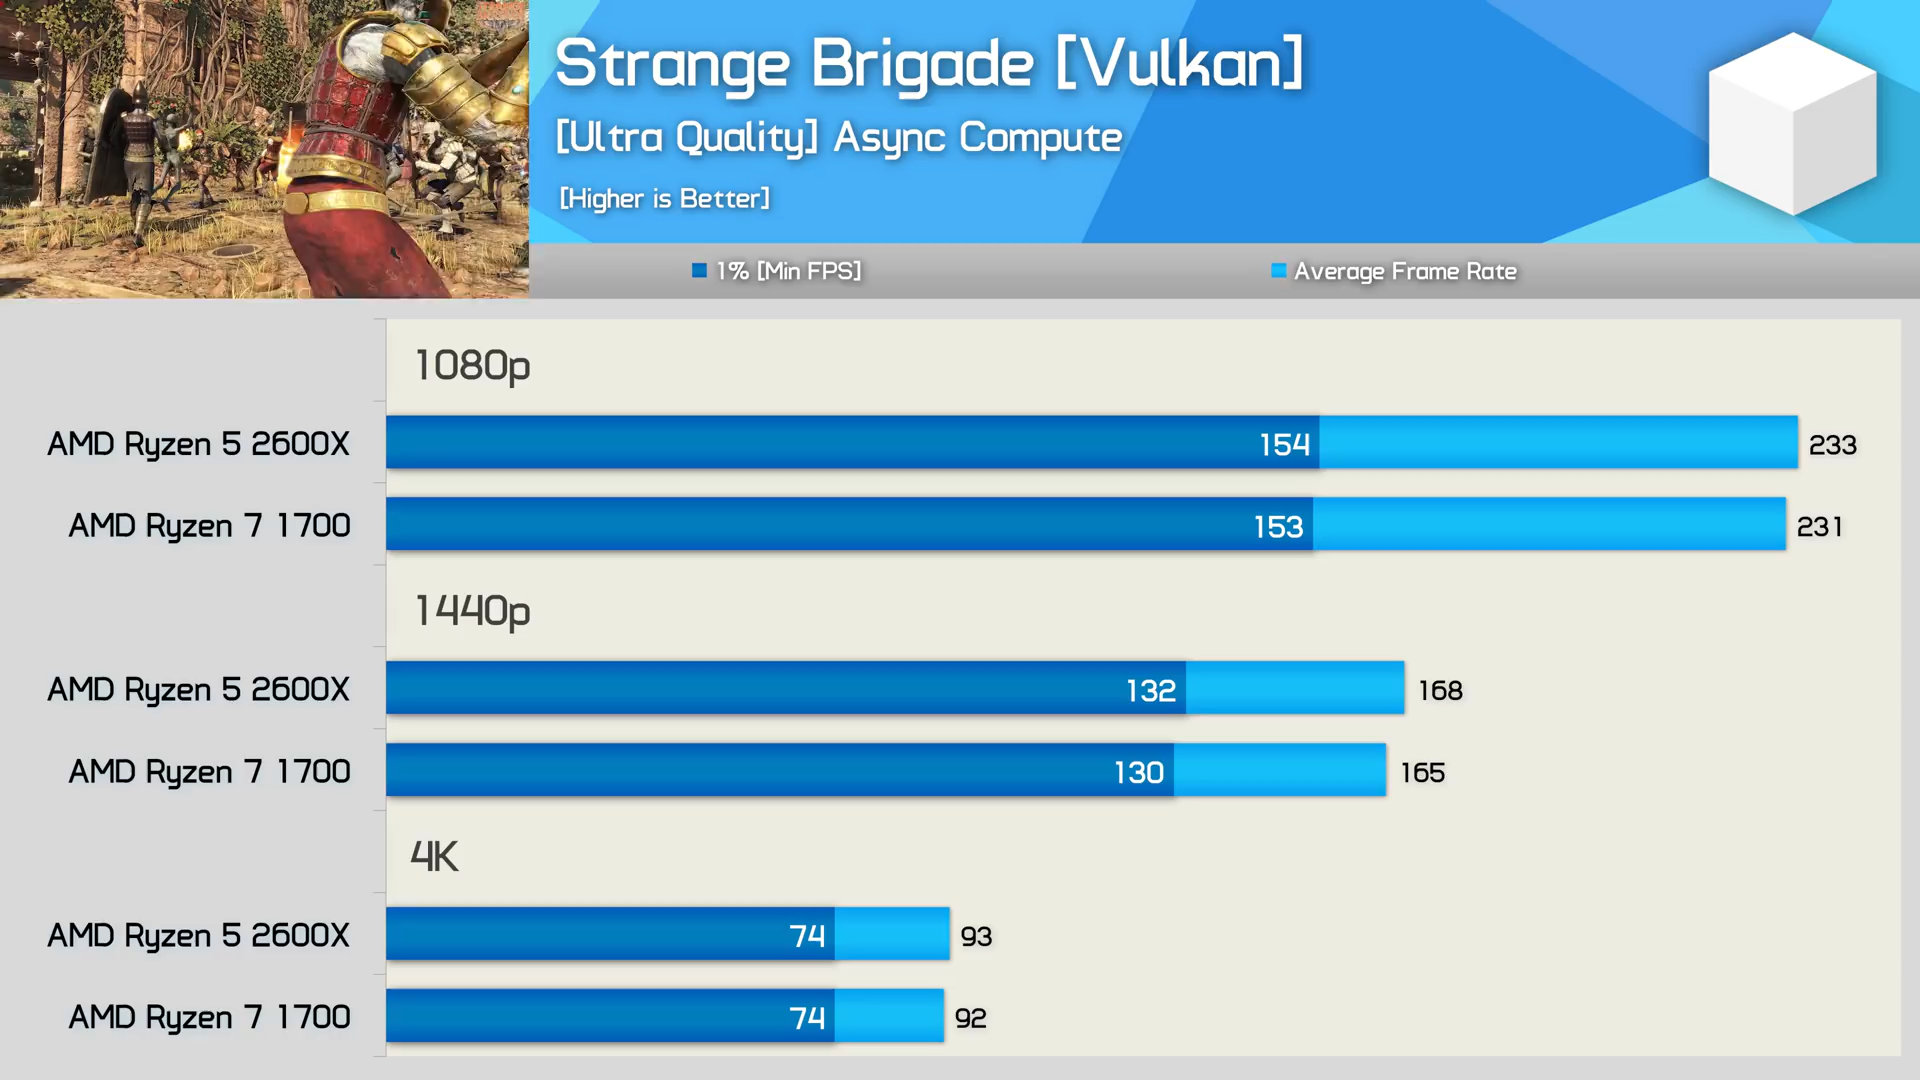 Strange Brigade [Vulkan]
[Ultra Quality] Async Compute
[Higher is Better]
1% [Min FPS]
Average Frame Rate
1080p
AMD Ryzen 5 2600X
154
233
AMD Ryzen 7 1700
153
231
1440p
AMD Ryzen 5 2600X
132
168
AMD Ryzen 7 1700
130
165
4K
AMD Ryzen 5 2600X
74
93
AMD Ryzen 7 1700
74
92